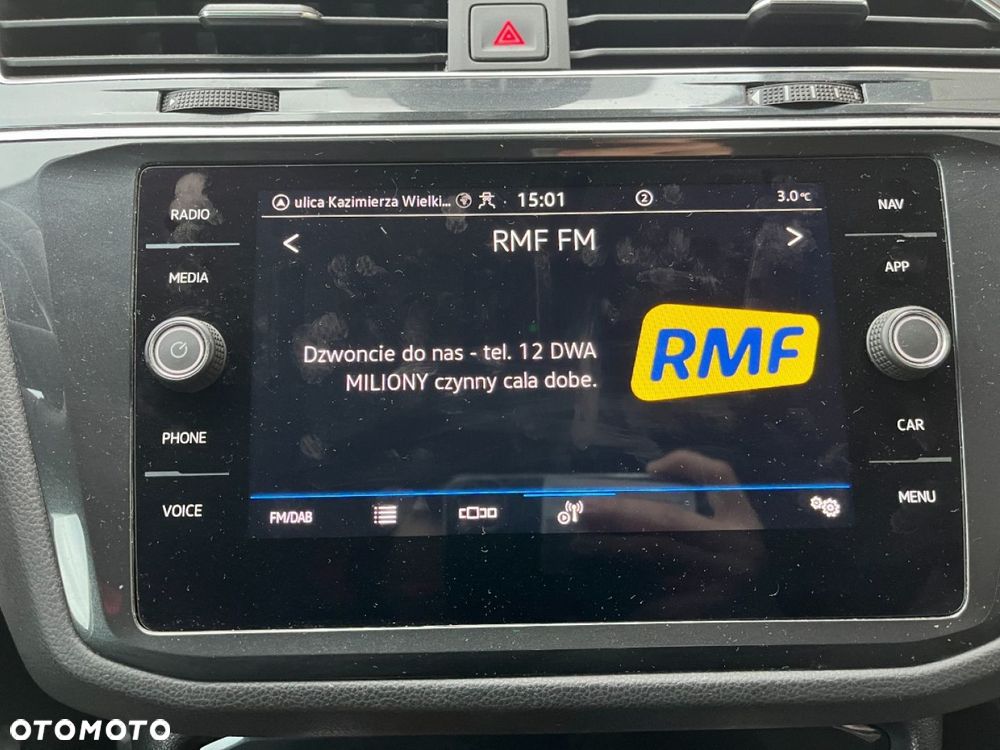 ulica Kazimierza Wielki... 15:01 2 3.0°C
RADIO
NAV
< RMF FM >
MEDIA
APP
Dzwoncie do nas - tel. 12 DWA
MILIONY czynny cala dobe.
RMF
PHONE
CAR
VOICE
MENU
FM/DAB
OTOMOTO